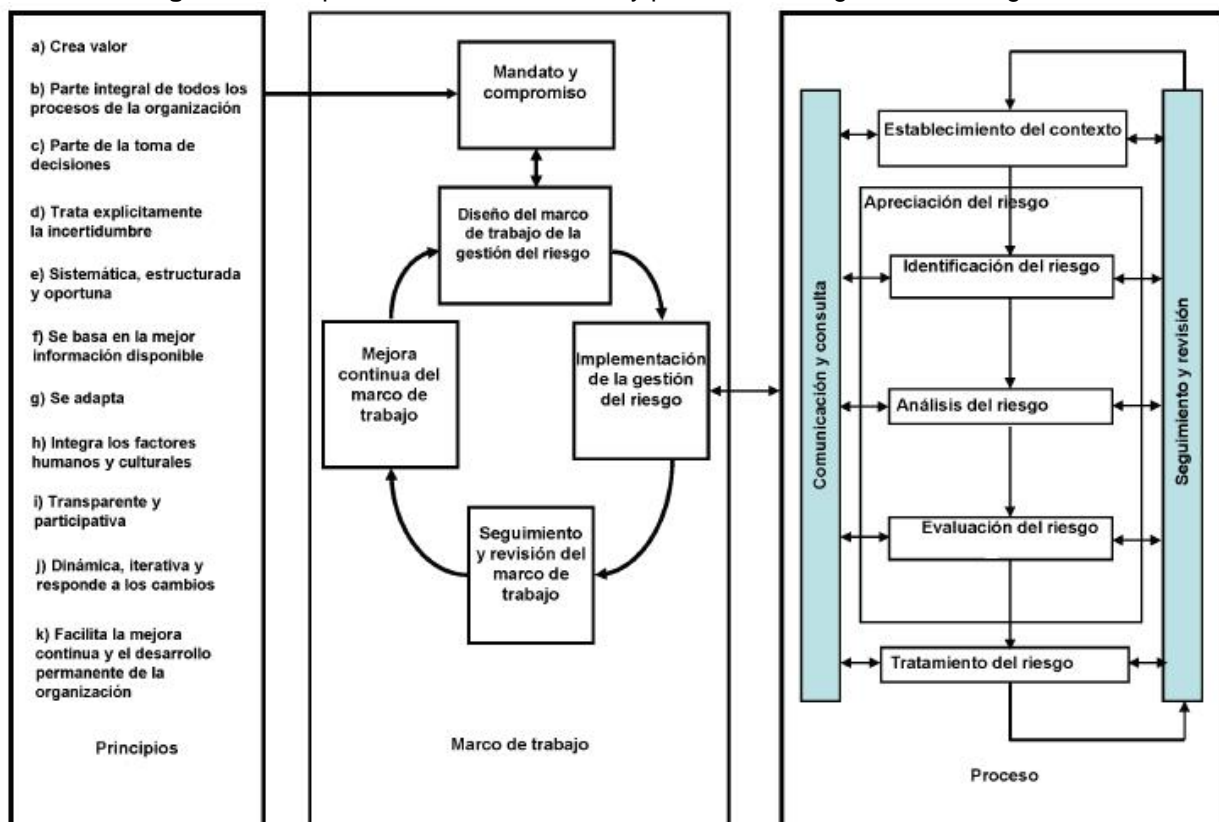 a) Crea valor
b) Parte integral de todos los
procesos de la organización
c) Parte de la toma de
decisiones
d) Trata explícitamente
la incertidumbre
e) Sistemática, estructurada
y oportuna
f) Se basa en la mejor
información disponible
g) Se adapta
h) Integra los factores
humanos y culturales
i) Transparente y
participativa
j) Dinámica, iterativa y
responde a los cambios
k) Facilita la mejora
continua y el desarrollo
permanente de la
organización
Principios
Mandato y
compromiso
Diseño del marco
de trabajo de la
gestión del riesgo
Implementación
de la gestión
del riesgo
Seguimiento
y revisión del
marco de
trabajo
Mejora
continua del
marco de
trabajo
Marco de trabajo
Comunicación y consulta
Establecimiento del contexto
Apreciación del riesgo
Identificación del riesgo
Análisis del riesgo
Evaluación del riesgo
Tratamiento del riesgo
Seguimiento y revisión
Proceso